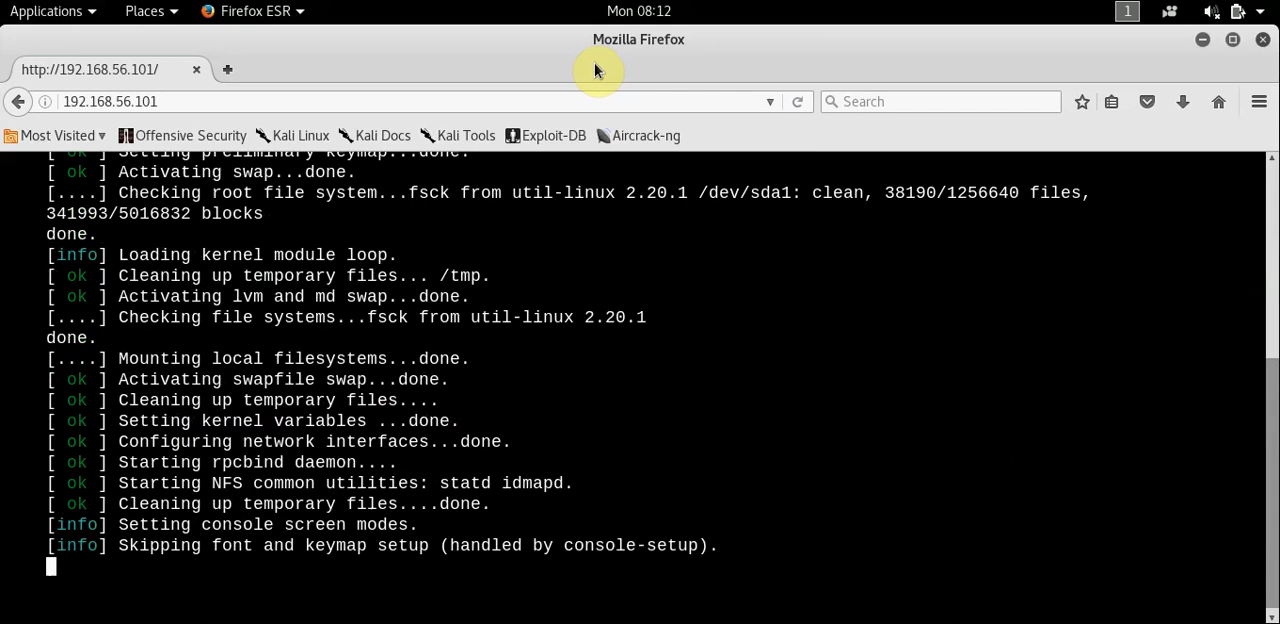 Applications Places Firefox ESR Mon 08:12 1
Mozilla Firefox
http://192.168.56.101/
192.168.56.101 Search
Most Visited Offensive Security Kali Linux Kali Docs Kali Tools Exploit-DB Aircrack-ng
[ ok ] Setting preliminary keymap...done.
[ ok ] Activating swap...done.
[....] Checking root file system...fsck from util-linux 2.20.1 /dev/sda1: clean, 38190/1256640 files,
341993/5016832 blocks
done.
[info] Loading kernel module loop.
[ ok ] Cleaning up temporary files... /tmp.
[ ok ] Activating lvm and md swap...done.
[....] Checking file systems...fsck from util-linux 2.20.1
done.
[....] Mounting local filesystems...done.
[ ok ] Activating swapfile swap...done.
[ ok ] Cleaning up temporary files....
[ ok ] Setting kernel variables ...done.
[ ok ] Configuring network interfaces...done.
[ ok ] Starting rpcbind daemon....
[ ok ] Starting NFS common utilities: statd idmapd.
[ ok ] Cleaning up temporary files....done.
[info] Setting console screen modes.
[info] Skipping font and keymap setup (handled by console-setup).